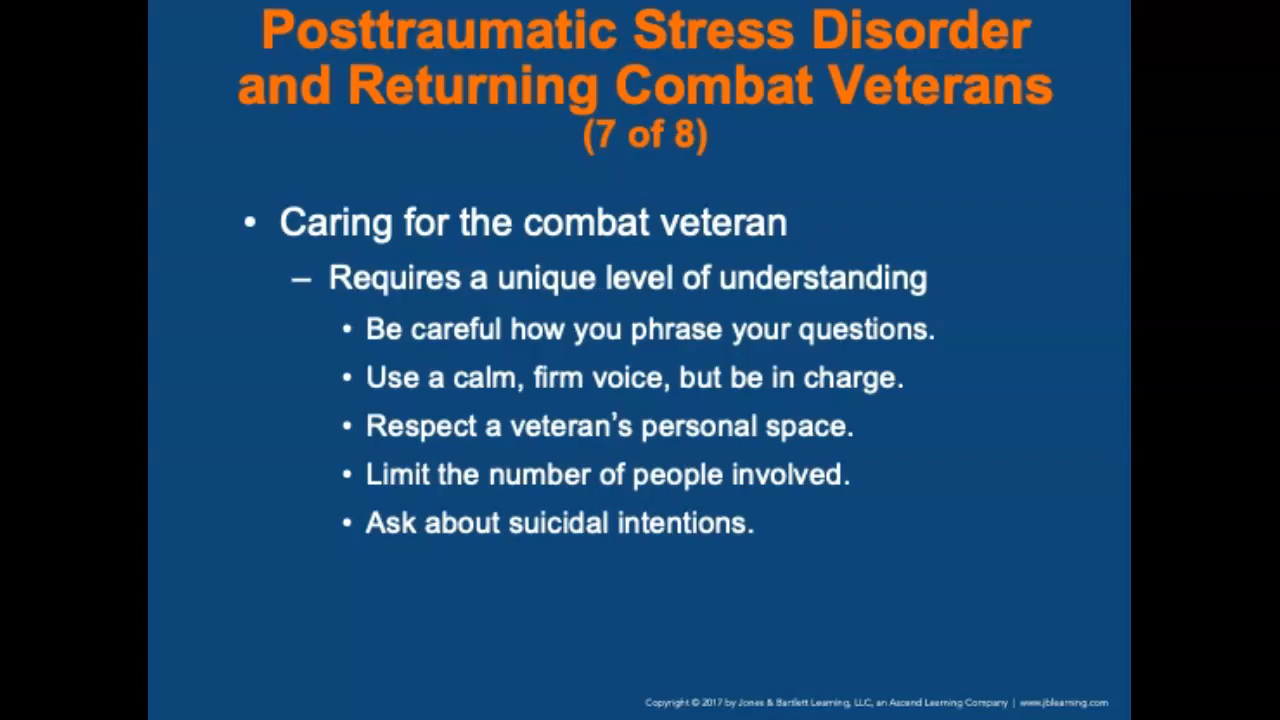 Posttraumatic Stress Disorder
and Returning Combat Veterans
(7 of 8)
• Caring for the combat veteran
– Requires a unique level of understanding
• Be careful how you phrase your questions.
• Use a calm, firm voice, but be in charge.
• Respect a veteran’s personal space.
• Limit the number of people involved.
• Ask about suicidal intentions.
Copyright © 2017 by Jones & Bartlett Learning, LLC, an Ascend Learning Company | www.jblearning.com